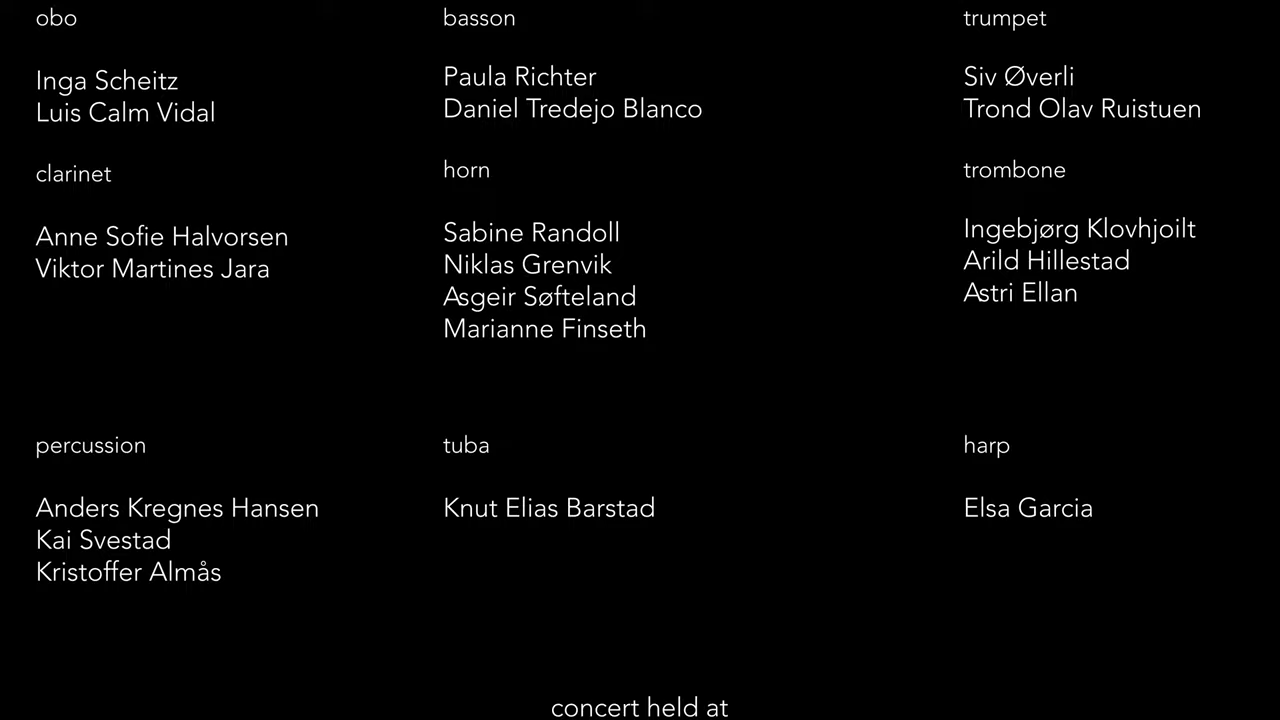 obo
Inga Scheitz
Luis Calm Vidal
clarinet
Anne Sofie Halvorsen
Viktor Martines Jara
basson
Paula Richter
Daniel Tredejo Blanco
horn
Sabine Randoll
Niklas Grenvik
Asgeir Søfteland
Marianne Finseth
trumpet
Siv Øverli
Trond Olav Ruistuen
trombone
Ingebjørg Klovhjoilt
Arild Hillestad
Astri Ellan
percussion
Anders Kregnes Hansen
Kai Svestad
Kristoffer Almås
tuba
Knut Elias Barstad
harp
Elsa Garcia
concert held at